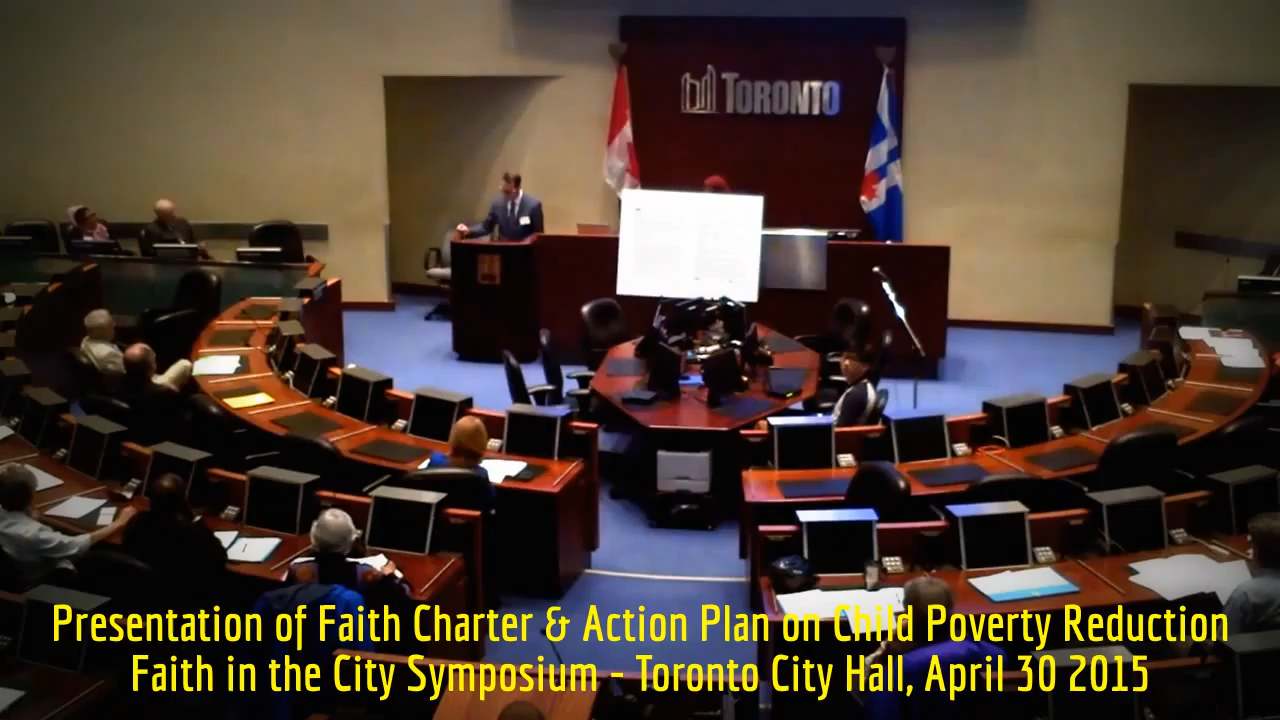 TORONTO
Presentation of Faith Charter & Action Plan on Child Poverty Reduction
Faith in the City Symposium - Toronto City Hall, April 30 2015